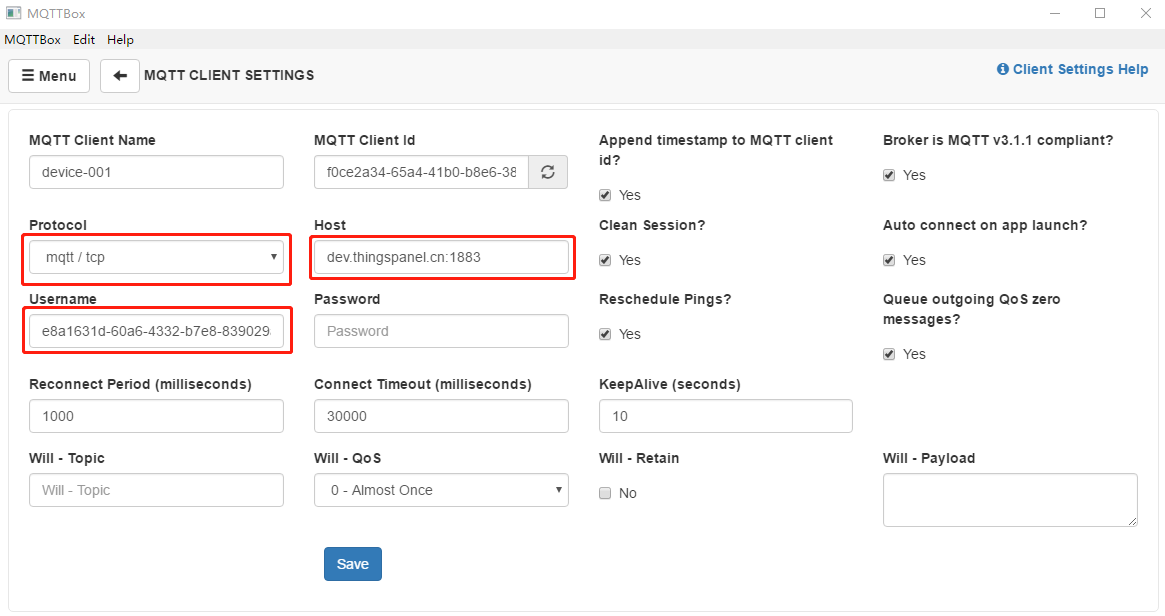 MQTTBox
MQTTBox Edit Help
Menu
MQTT CLIENT SETTINGS
Client Settings Help
MQTT Client Name
device-001
MQTT Client Id
f0ce2a34-65a4-41b0-b8e6-38
Append timestamp to MQTT client
id?
Yes
Broker is MQTT v3.1.1 compliant?
Yes
Protocol
mqtt / tcp
Host
dev.thingspanel.cn:1883
Clean Session?
Yes
Auto connect on app launch?
Yes
Username
e8a1631d-60a6-4332-b7e8-839029
Password
Password
Reschedule Pings?
Yes
Queue outgoing QoS zero
messages?
Yes
Reconnect Period (milliseconds)
1000
Connect Timeout (milliseconds)
30000
KeepAlive (seconds)
10
Will - Topic
Will - Topic
Will - QoS
0 - Almost Once
Will - Retain
No
Will - Payload
Save